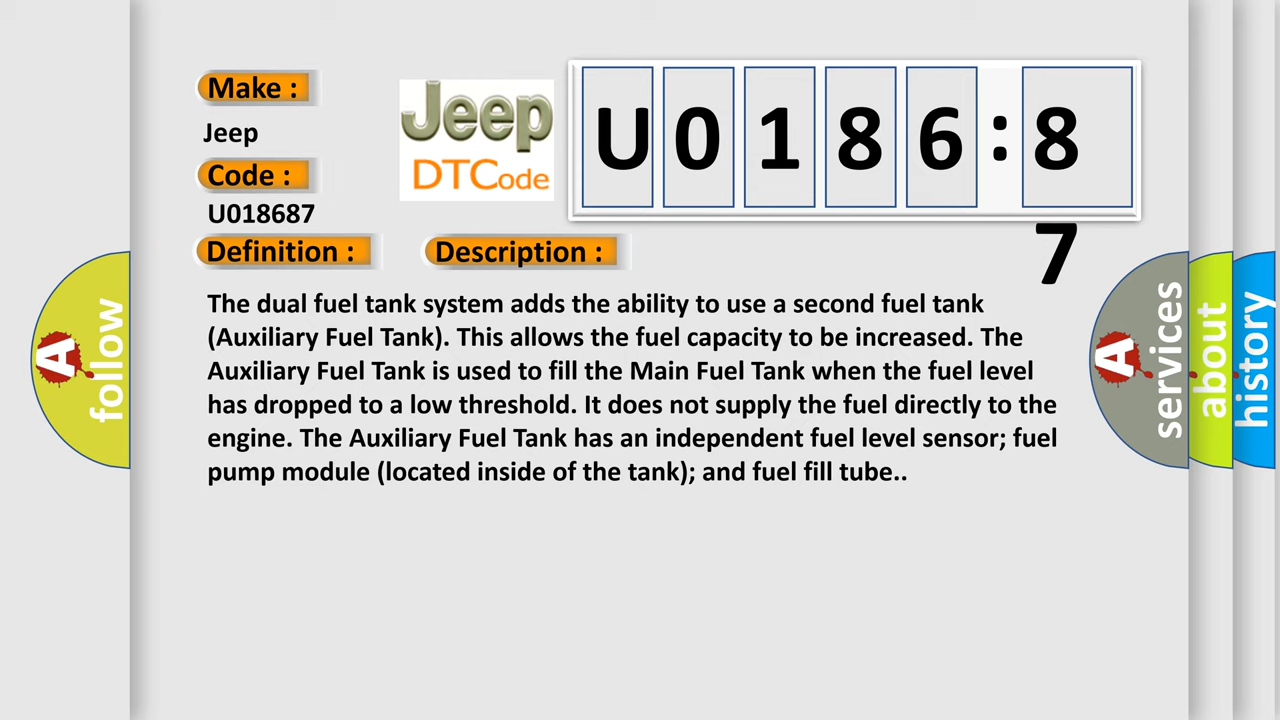 Make :
Jeep
Code :
U018687
Definition :
Description :
Jeep
DTCode
U0186:8
7
The dual fuel tank system adds the ability to use a second fuel tank
(Auxiliary Fuel Tank). This allows the fuel capacity to be increased. The
Auxiliary Fuel Tank is used to fill the Main Fuel Tank when the fuel level
has dropped to a low threshold. It does not supply the fuel directly to the
engine. The Auxiliary Fuel Tank has an independent fuel level sensor; fuel
pump module (located inside of the tank; and fuel fill tube..
A
follow
A
services
about
history